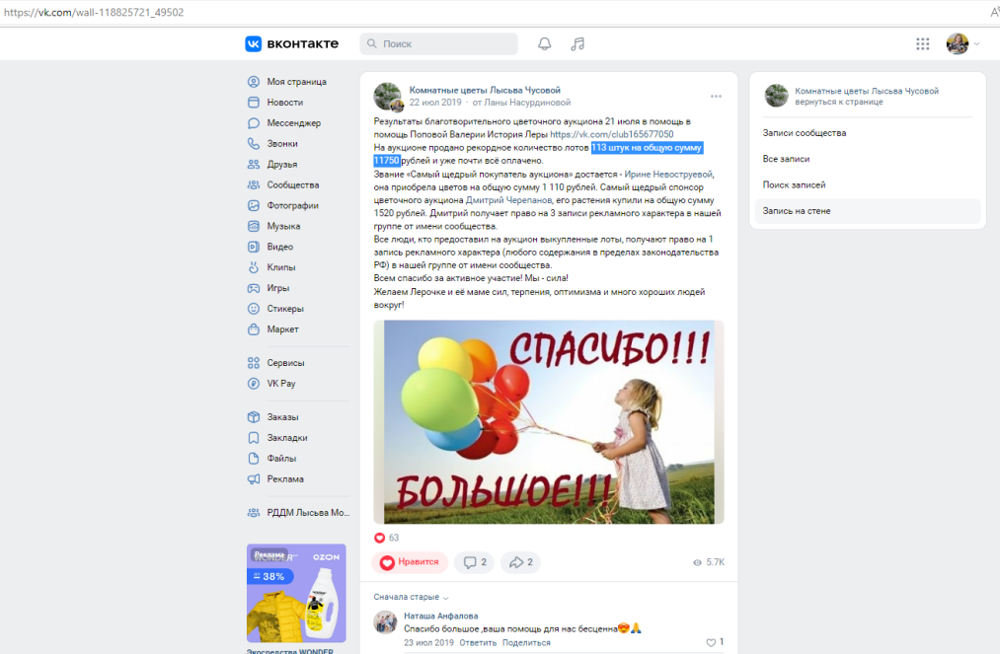 https://vk.com/wall-118825721_49502
вконтакте
Поиск
Моя страница
Новости
Мессенджер
Звонки
Друзья
Сообщества
Фотографии
Музыка
Видео
Клипы
Игры
Стикеры
Маркет
Сервисы
VK Pay
Заказы
Закладки
Файлы
Реклама
РДДМ Лысьва Мо...
Реклама
OZON
38%
Экосредства WONDER
Комнатные цветы Лысьва Чусовой
22 июл 2019 · от Ланы Насурдиновой
Результаты благотворительного цветочного аукциона 21 июля в помощь в
помощь Поповой Валерии История Леры https://vk.com/club165677050
На аукционе продано рекордное количество лотов 113 штук на общую сумму
11750 рублей и уже почти всё оплачено.
Звание «Самый щедрый покупатель аукциона» достается - Ирине Невоструевой,
она приобрела цветов на общую сумму 1 110 рублей. Самый щедрый спонсор
цветочного аукциона Дмитрий Черепанов, его растения купили на общую сумму
1520 рублей. Дмитрий получает право на 3 записи рекламного характера в нашей
группе от имени сообщества.
Все люди, кто предоставил на аукцион выкупленные лоты, получают право на 1
запись рекламного характера (любого содержания в пределах законодательства
РФ) в нашей группе от имени сообщества.
Всем спасибо за активное участие! Мы - сила!
Желаем Лерочке и её маме сил, терпения, оптимизма и много хороших людей
вокруг!
СПАСИБО!!!
БОЛЬШОЕ!!!
63
Нравится
2
2
5.7K
Сначала старые
Наташа Анфалова
Спасибо большое ,ваша помощь для нас бесценна😍🙏
23 июл 2019 Ответить Поделиться
1
Комнатные цветы Лысьва Чусовой
вернуться к странице
Записи сообщества
Все записи
Поиск записей
Запись на стене